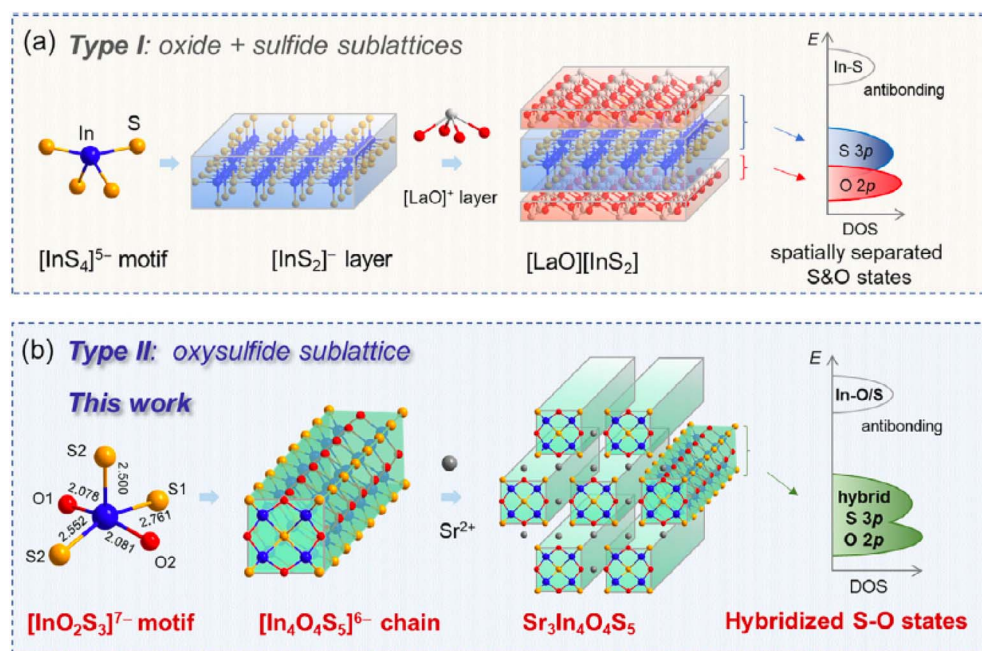 (a) Type I: oxide + sulfide sublattices
In
S
[LaO]⁺ layer
E
In-S
antibonding
S 3p
O 2p
DOS
[InS₄]⁵⁻ motif
[InS₂]⁻ layer
[LaO][InS₂]
spatially separated
S&O states
(b) Type II: oxysulfide sublattice
This work
S2
2.500
O1
2.078
S1
2.761
2.552
2.081
S2
O2
Sr²⁺
E
In-O/S
antibonding
hybrid
S 3p
O 2p
DOS
[InO₂S₃]⁷⁻ motif
[In₄O₄S₅]⁶⁻ chain
Sr₃In₄O₄S₅
Hybridized S-O states